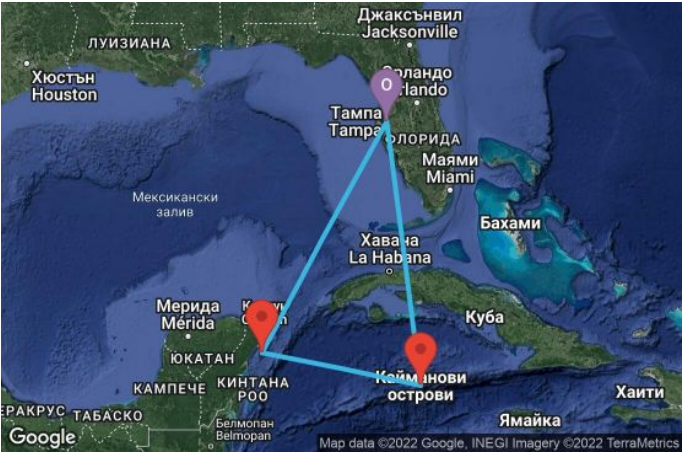 Джаксънвил
Jacksonville
ЛУИЗИАНА
Хюстън
Houston
O
Орландо
Orlando
Тампа
Tampa
ФЛОРИДА
Маями
Miami
Мексикански
залив
Бахами
Хавана
La Habana
Мерида
Mérida
Куба
ЮКАТАН
Кайманови
острови
КАМПЕЧЕ
КИНТАНА
РОО
Хаити
ЕРАКРУС
ТАБАСКО
Белмопан
Belmopan
Ямайка
Google
Map data ©2022 Google, INEGI Imagery ©2022 TerraMetrics